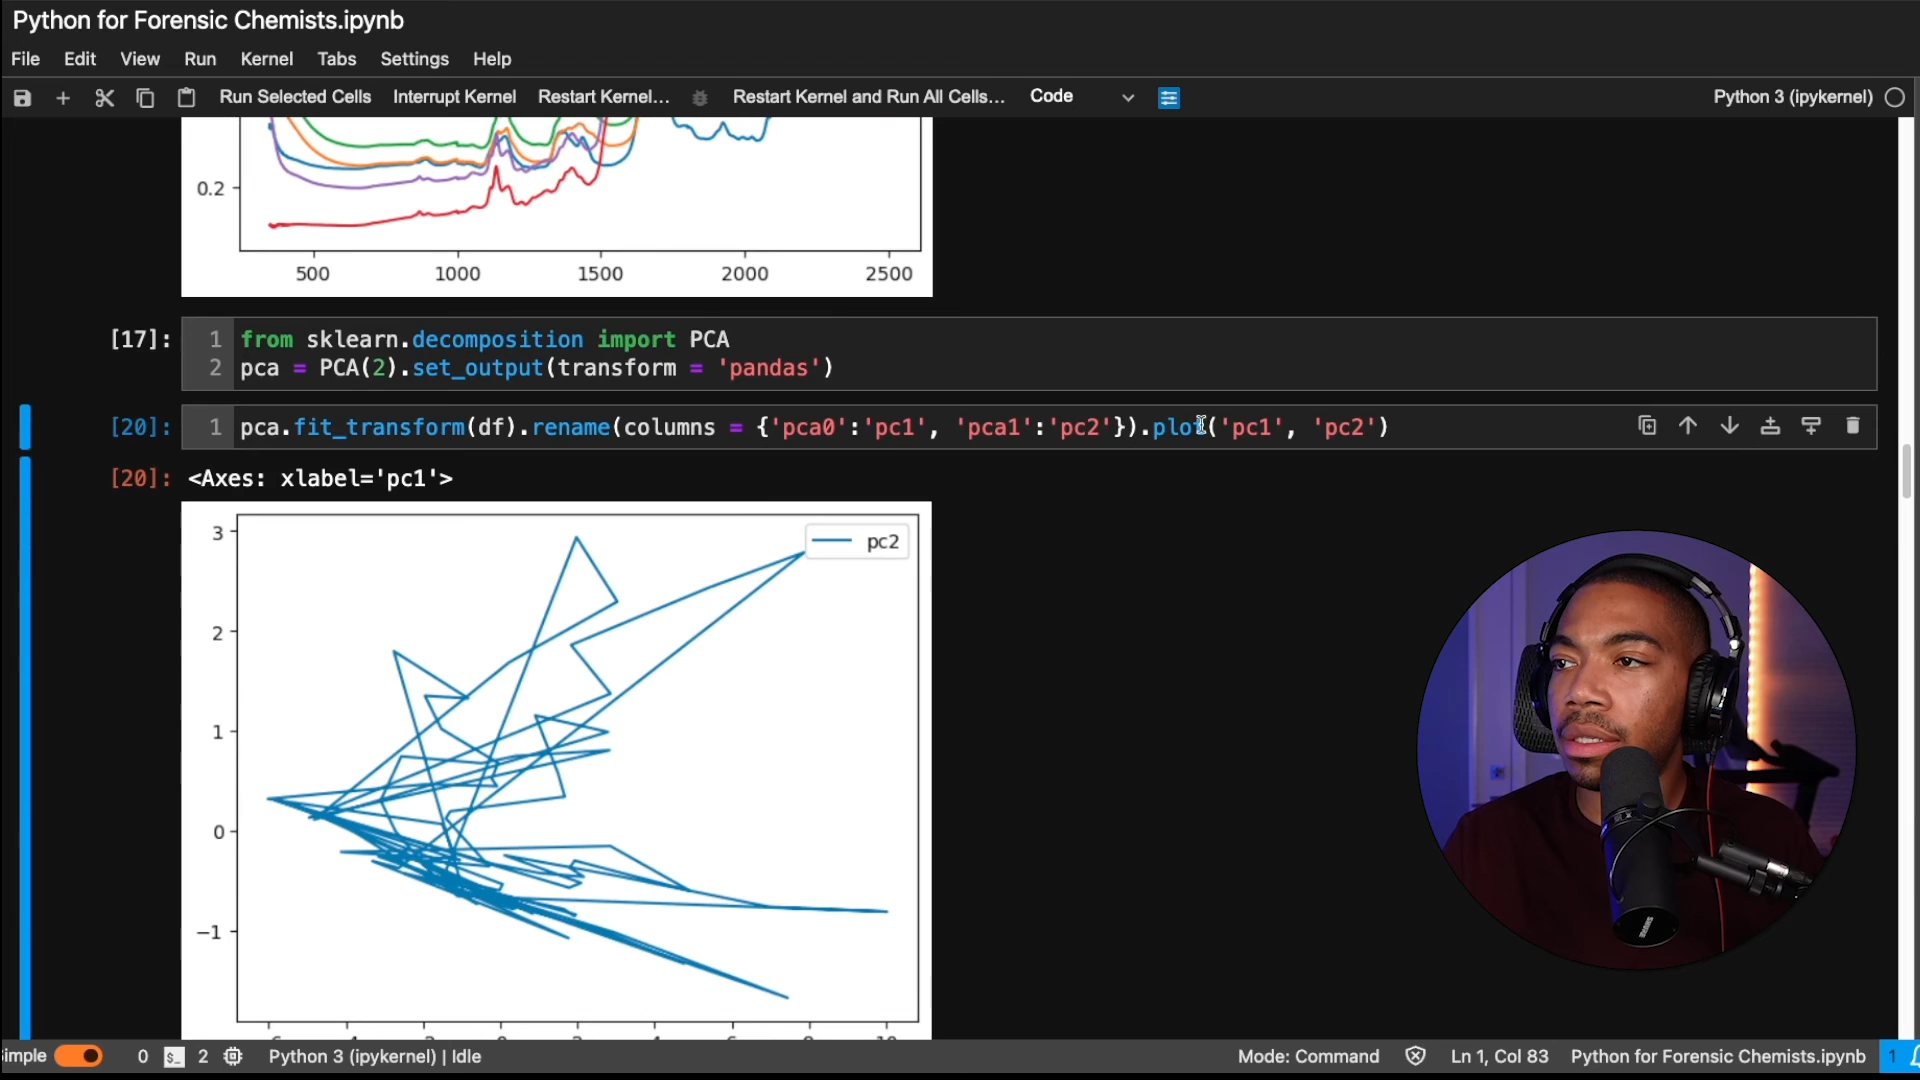 Python for Forensic Chemists.ipynb
File Edit View Run Kernel Tabs Settings Help
Run Selected Cells Interrupt Kernel Restart Kernel... Restart Kernel and Run All Cells... Code Python 3 (ipykernel)
0.2
500 1000 1500 2000 2500
[17]: 1 from sklearn.decomposition import PCA
2 pca = PCA(2).set_output(transform = 'pandas')
[20]: 1 pca.fit_transform(df).rename(columns = {'pca0':'pc1', 'pca1':'pc2'}).plot('pc1', 'pc2')
[20]: <Axes: xlabel='pc1'>
pc2
3
2
1
0
−1
imple 0 2 Python 3 (ipykernel) | Idle Mode: Command Ln 1, Col 83 Python for Forensic Chemists.ipynb 1